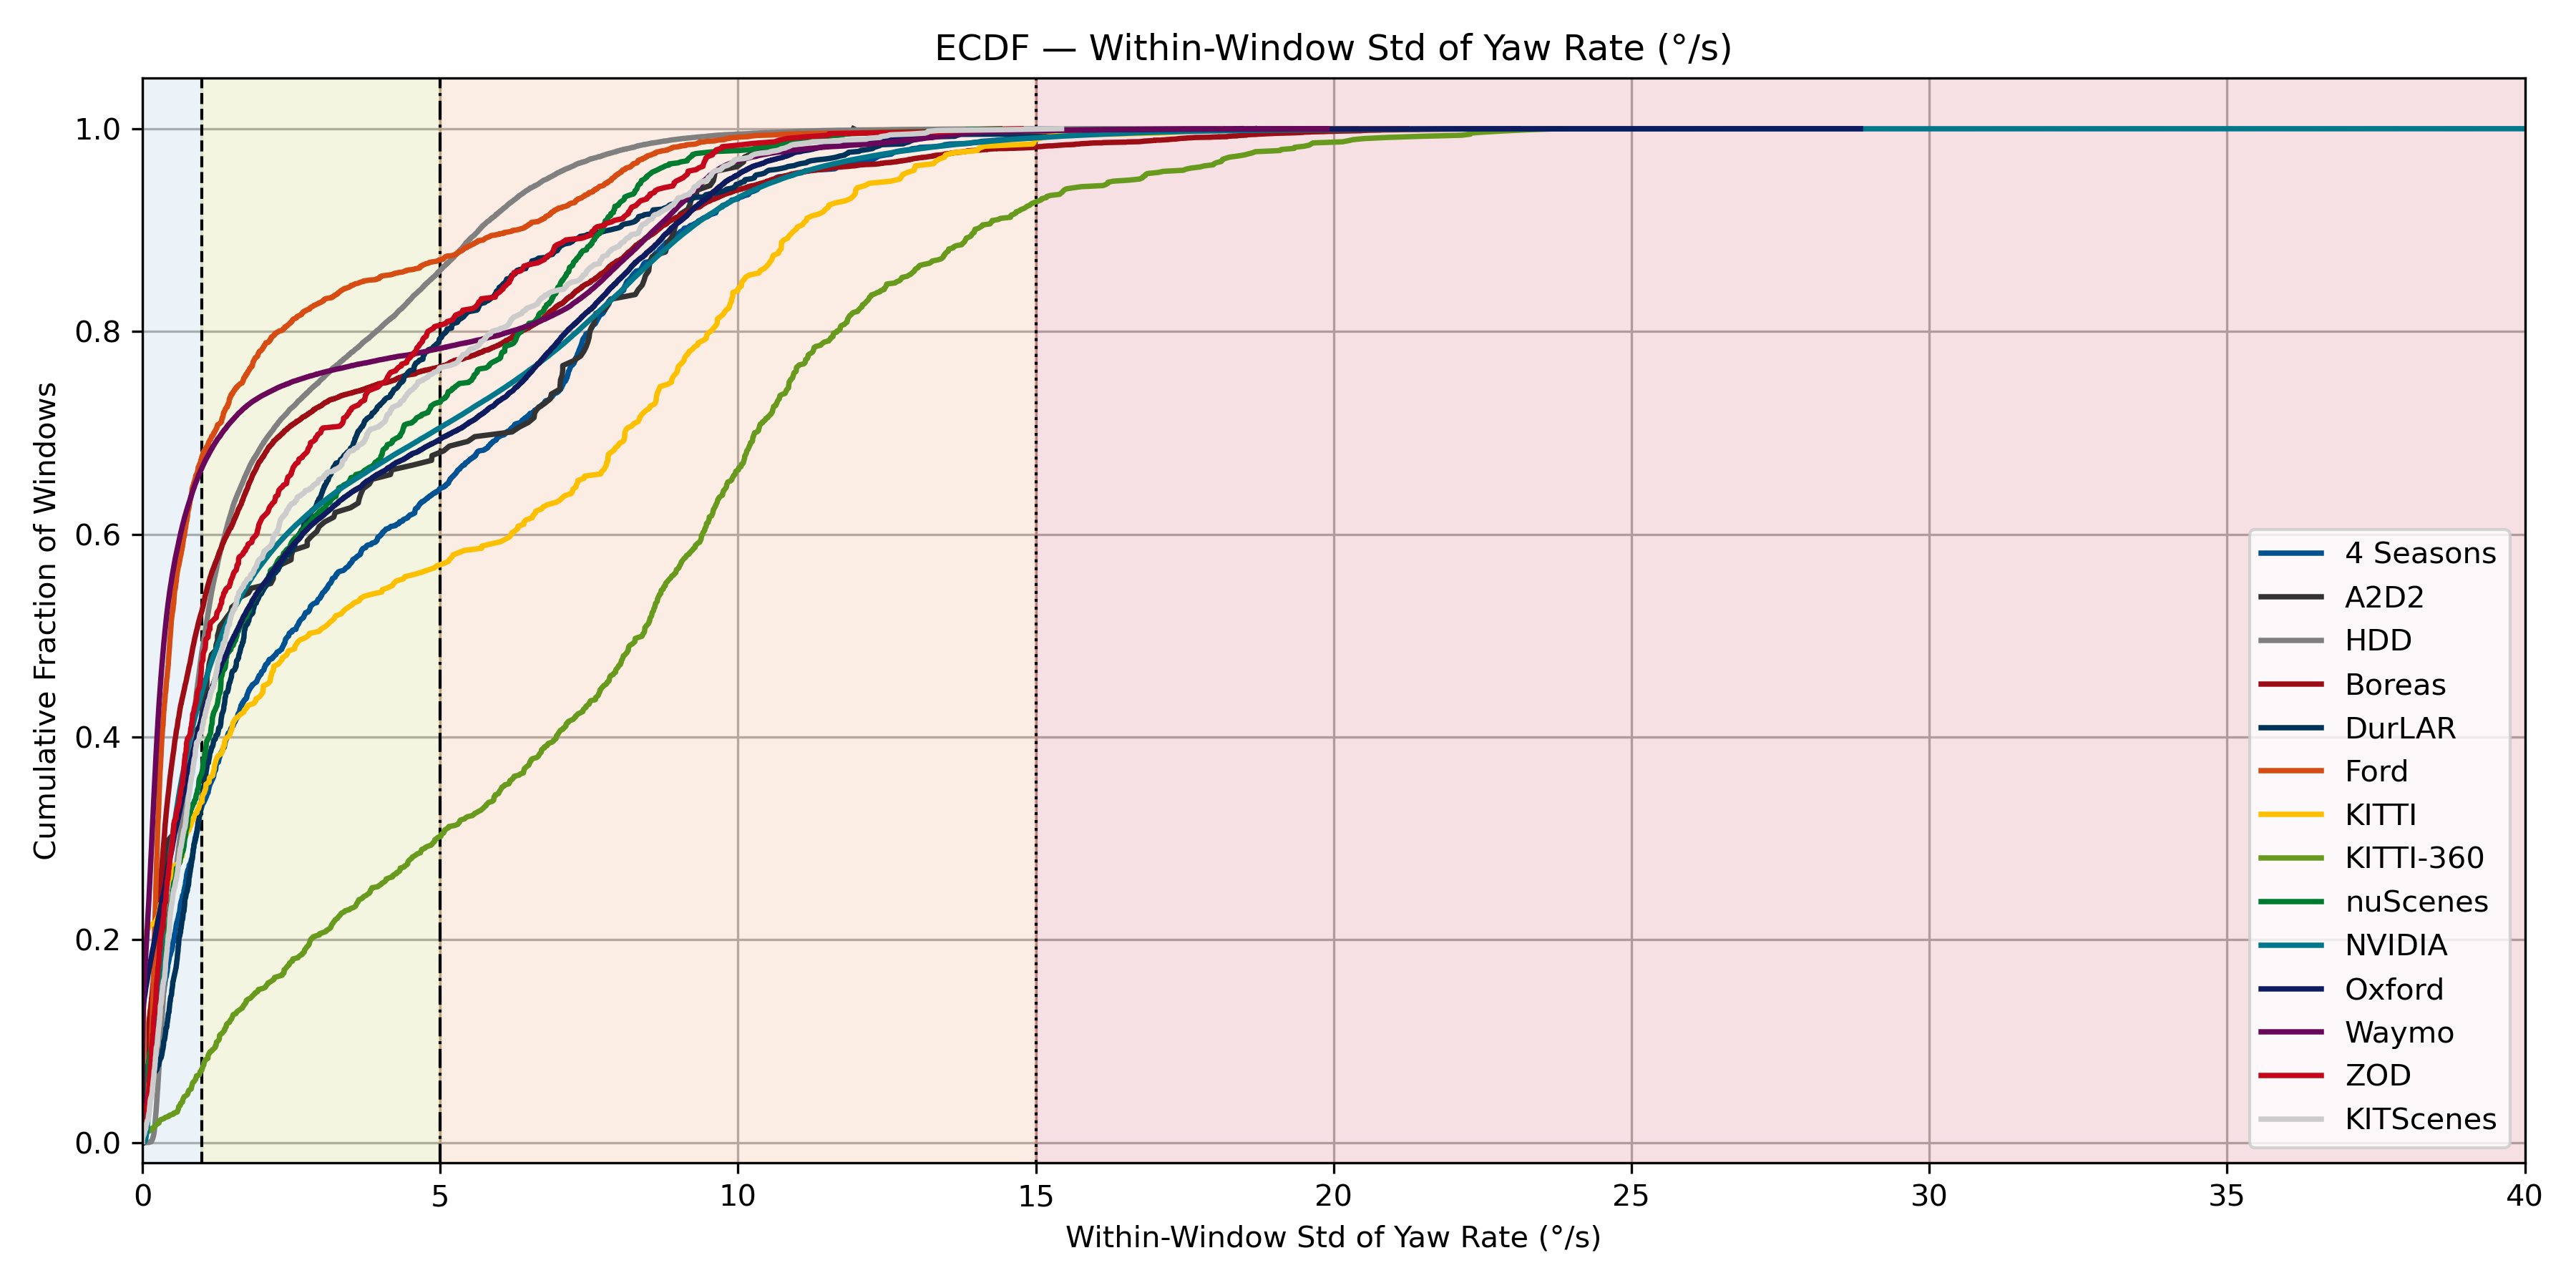 ECDF — Within-Window Std of Yaw Rate (°/s)
Cumulative Fraction of Windows
1.0
0.8
0.6
0.4
0.2
0.0
4 Seasons
A2D2
HDD
Boreas
DurLAR
Ford
KITTI
KITTI-360
nuScenes
NVIDIA
Oxford
Waymo
ZOD
KITScenes
0 5 10 15 20 25 30 35 40
Within-Window Std of Yaw Rate (°/s)